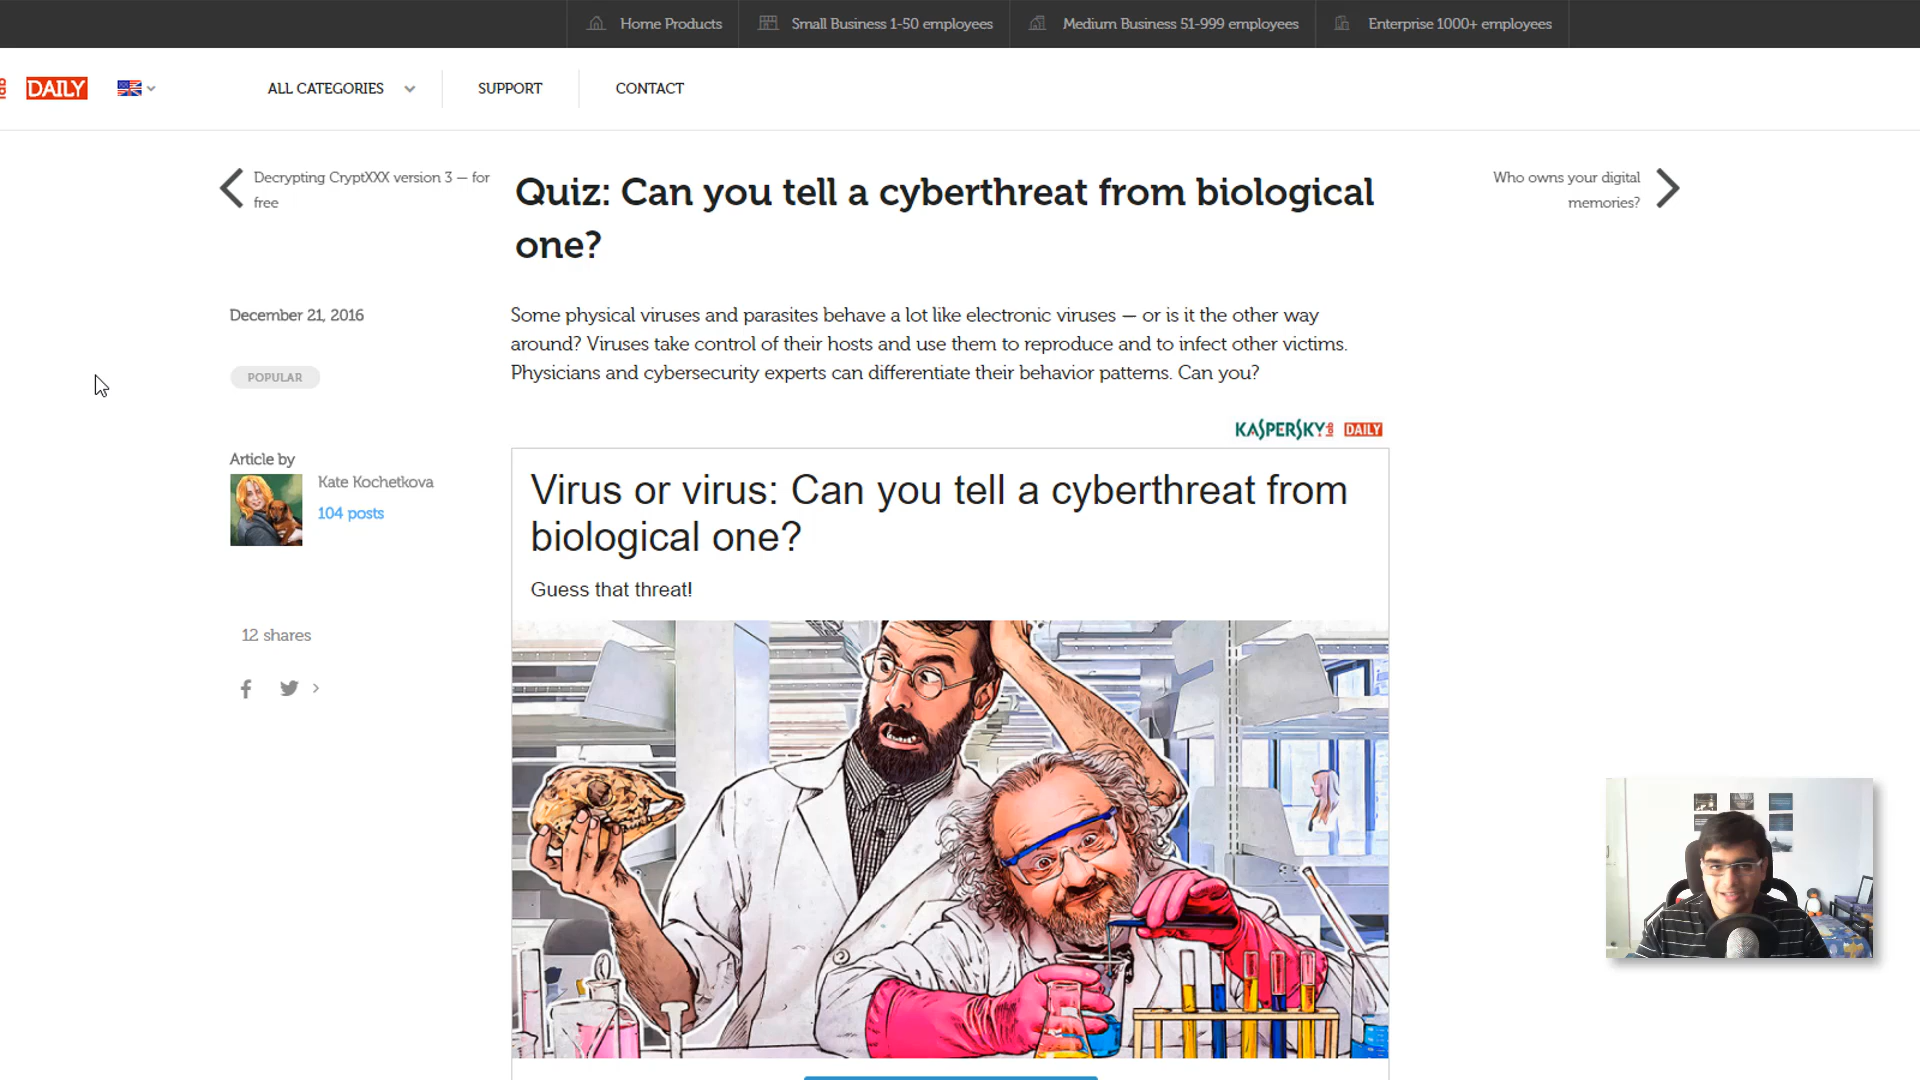 Home Products
Small Business 1-50 employees
Medium Business 51-999 employees
Enterprise 1000+ employees
lab DAILY
ALL CATEGORIES
SUPPORT
CONTACT
Decrypting CryptXXX version 3 – for
free
Quiz: Can you tell a cyberthreat from biological
one?
Who owns your digital
memories?
December 21, 2016
POPULAR
Article by
Kate Kochetkova
104 posts
12 shares
Some physical viruses and parasites behave a lot like electronic viruses — or is it the other way
around? Viruses take control of their hosts and use them to reproduce and to infect other victims.
Physicians and cybersecurity experts can differentiate their behavior patterns. Can you?
KASPERSKY lab DAILY
Virus or virus: Can you tell a cyberthreat from
biological one?
Guess that threat!